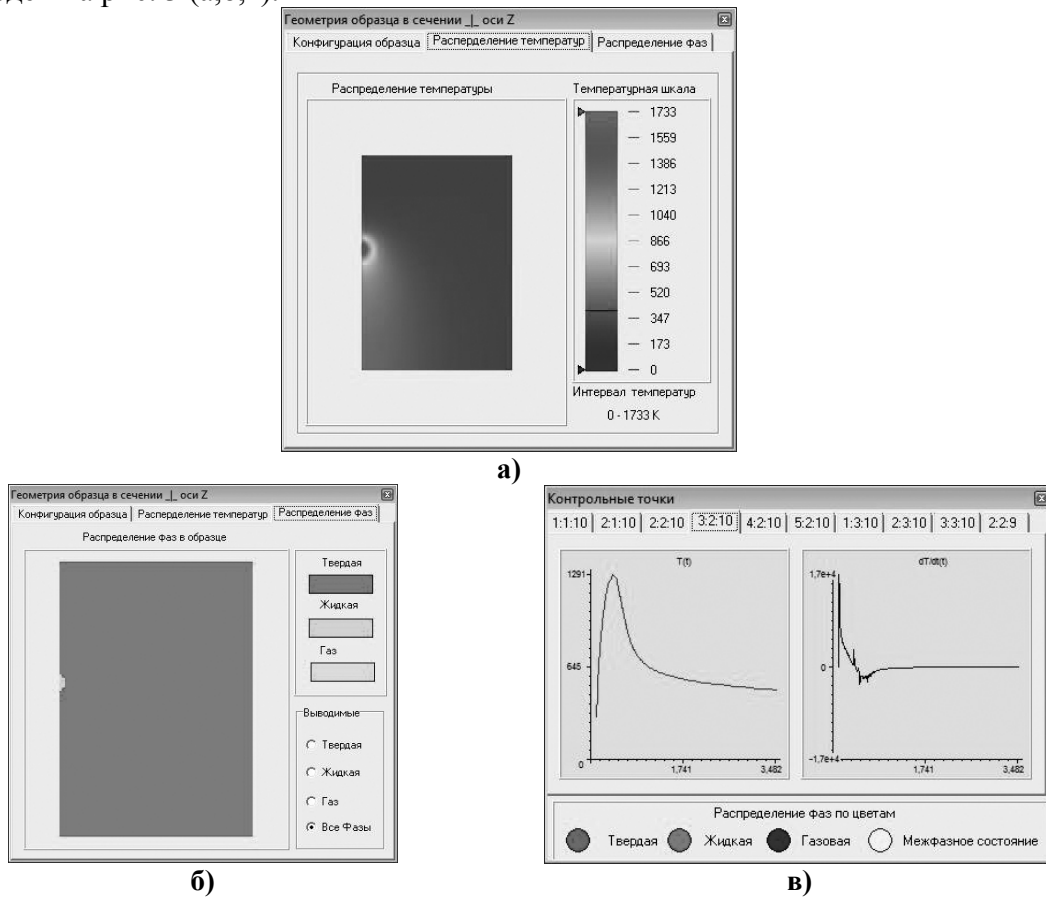 Геометрия образца в сечении _|_ оси Z
Конфигурация образца Расперделение температур Распределение фаз
Распределение температуры Температурная шкала
1733
1559
1386
1213
1040
866
693
520
347
173
0
Интервал температур
0 - 1733 K
а)
Геометрия образца в сечении _|_ оси Z
Конфигурация образца Расперделение температур Распределение фаз
Распределение фаз в образце
Твердая
Жидкая
Газ
Выводимые
Твердая
Жидкая
Газ
Все Фазы
б)
Контрольные точки
1:1:10 2:1:10 2:2:10 3:2:10 4:2:10 5:2:10 1:3:10 2:3:10 3:3:10 2:2:9
T(t)
1291
645
0
1,741 3,482
dT/dt(t)
1,7e+4
0
-1,7e+4
1,741 3,482
Распределение фаз по цветам
Твердая Жидкая Газовая Межфазное состояние
в)